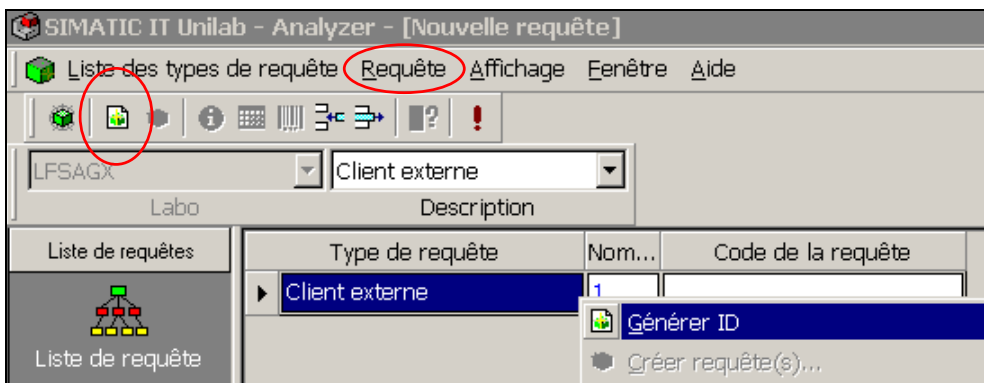 SIMATIC IT Unilab - Analyzer - [Nouvelle requête]
Liste des types de requête Requête Affichage Fenêtre Aide
LFSAGX Client externe
Labo Description
Liste de requêtes Type de requête Nom... Code de la requête
Client externe 1
Générer ID
Liste de requête Créer requête(s)...